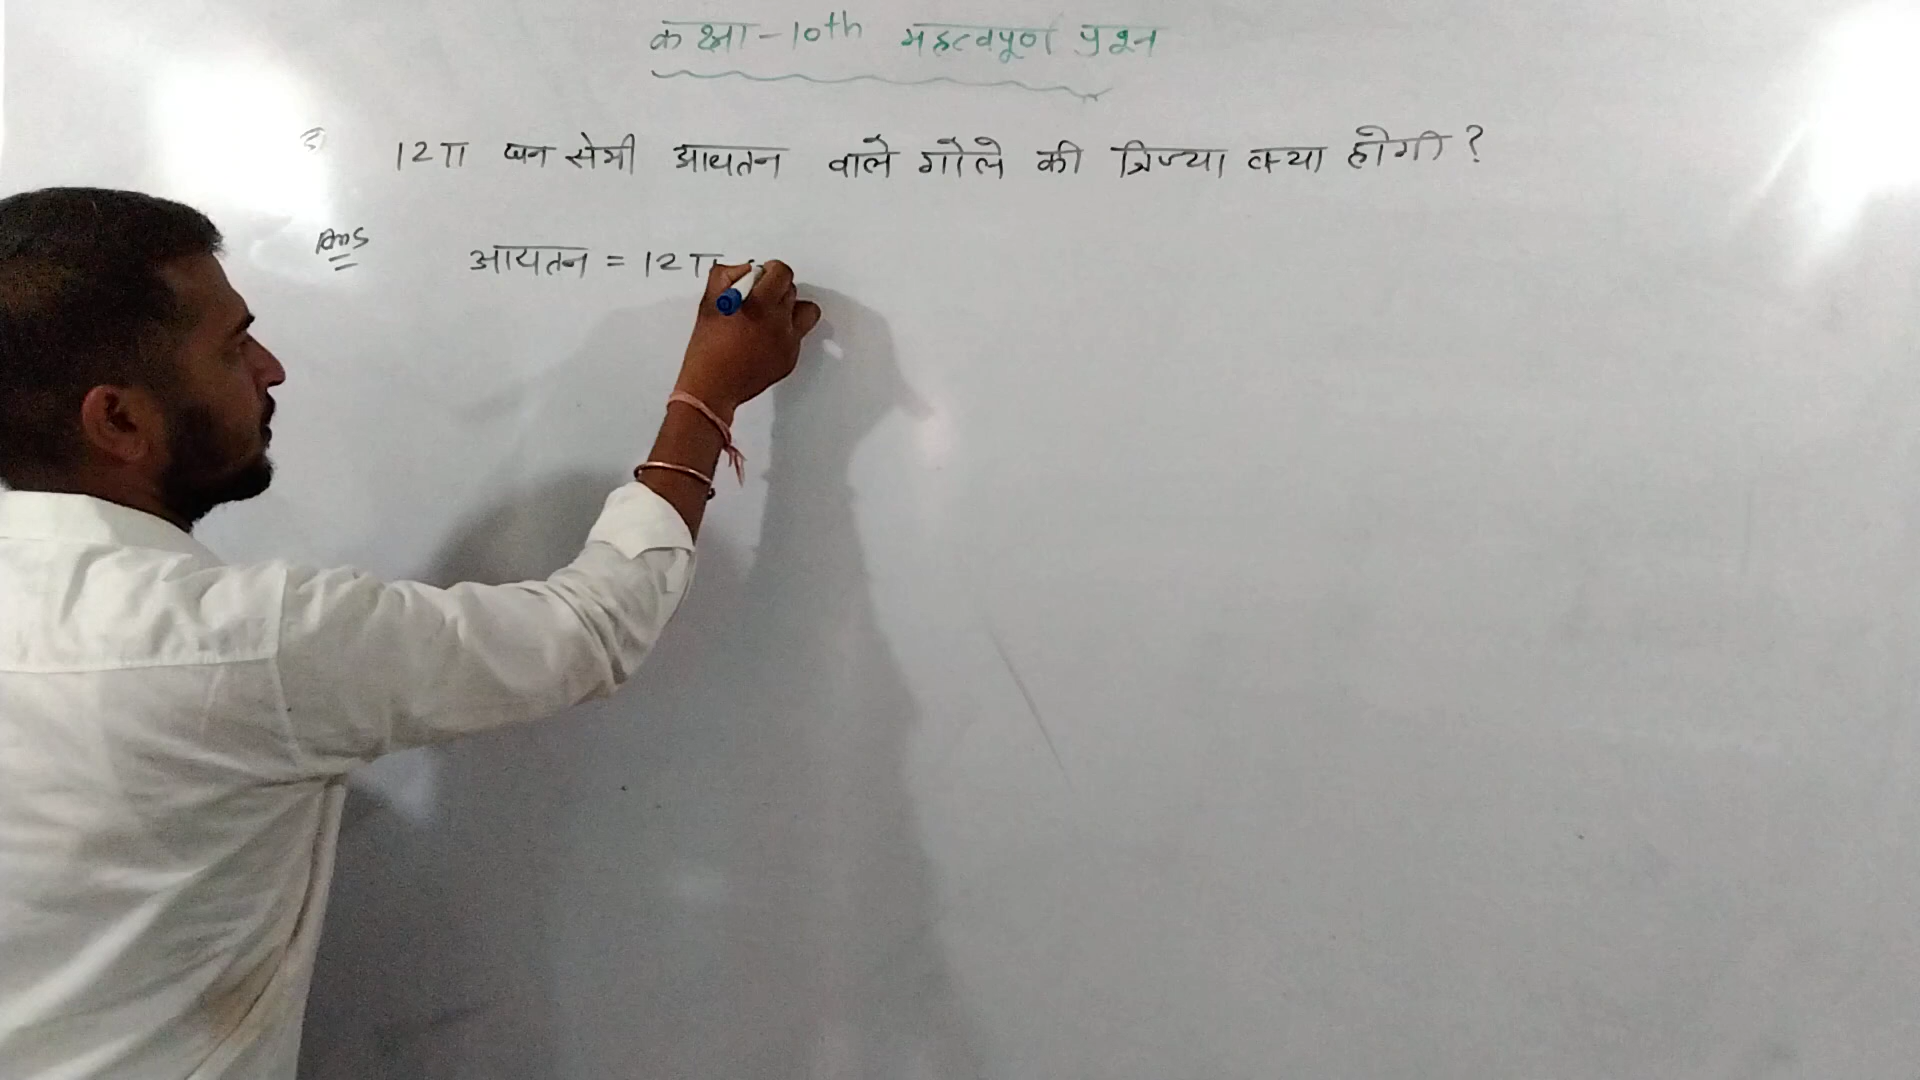 कक्षा - 10th महत्वपूर्ण प्रश्न
12π घन सेमी आयतन वाले गोले की त्रिज्या क्या होगी ?
Ans आयतन = 12π